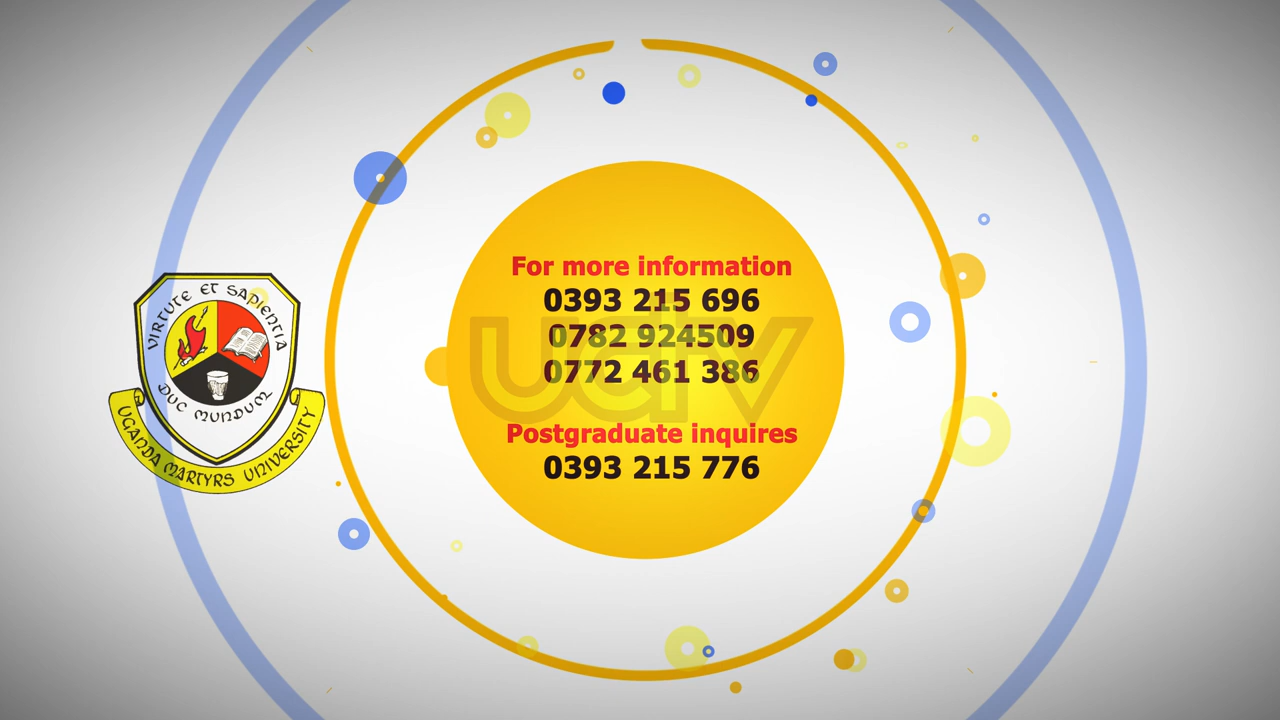 VIRTUTE ET SAPIENTIA
DUC MUNDUM
UGANDA MARTYRS UNIVERSITY
For more information
0393 215 696
0782 924509
0772 461 386
uctv
Postgraduate inquires
0393 215 776